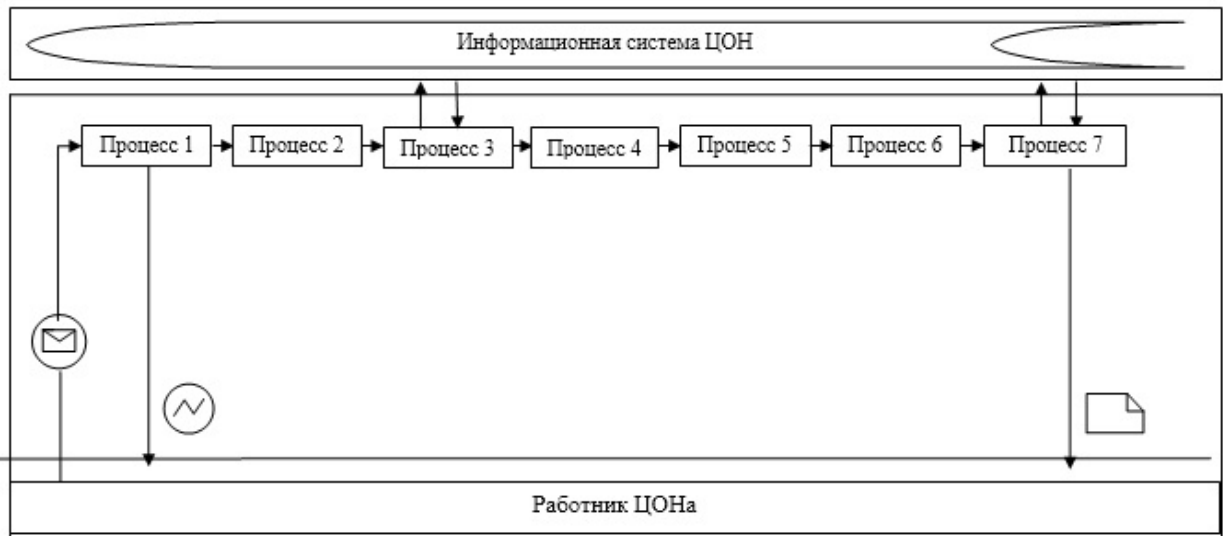 Информационная система ЦОН
Процесс 1
Процесс 2
Процесс 3
Процесс 4
Процесс 5
Процесс 6
Процесс 7
Работник ЦОНа